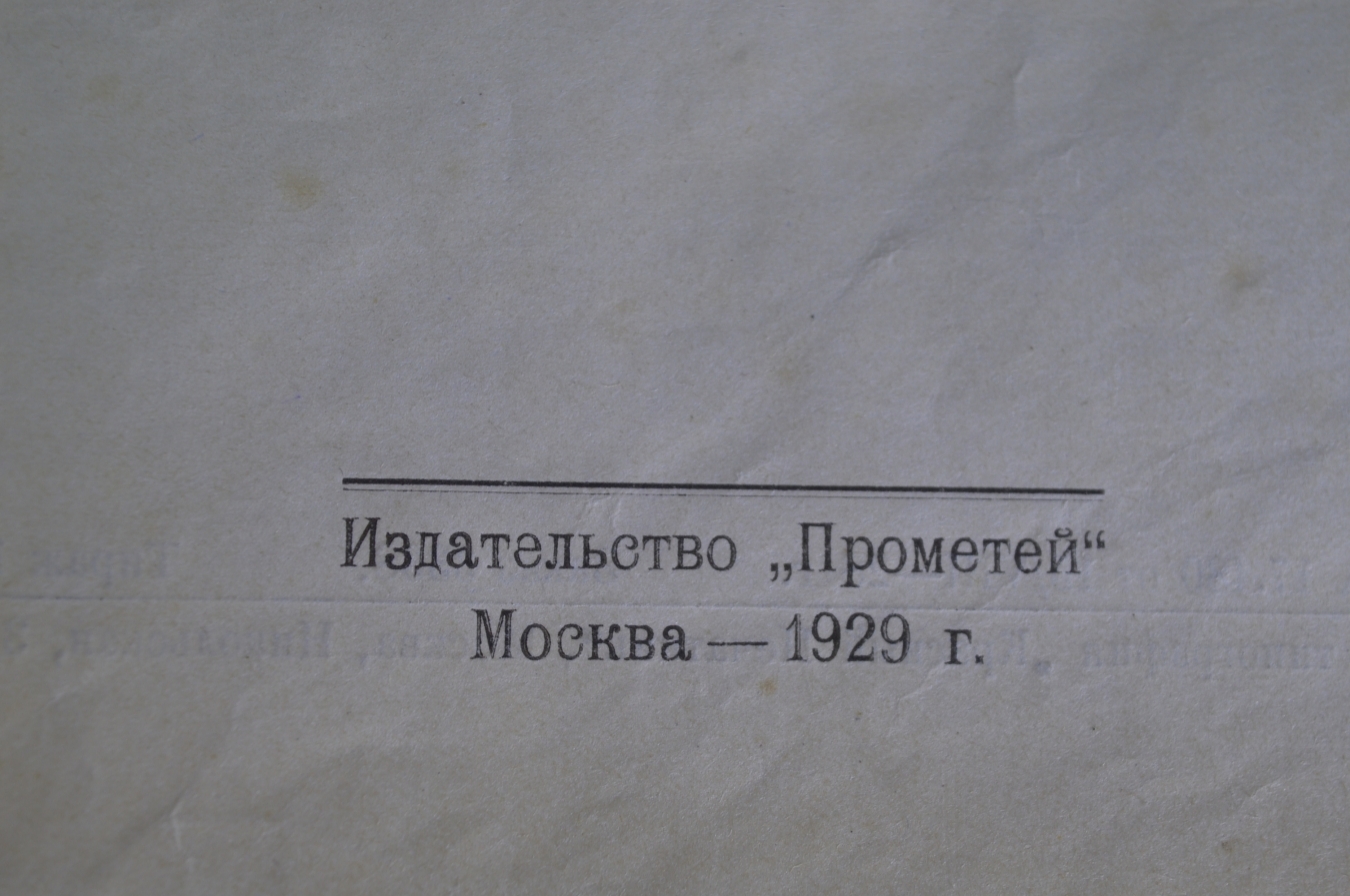 Издательство „Прометей“
Москва — 1929 г.